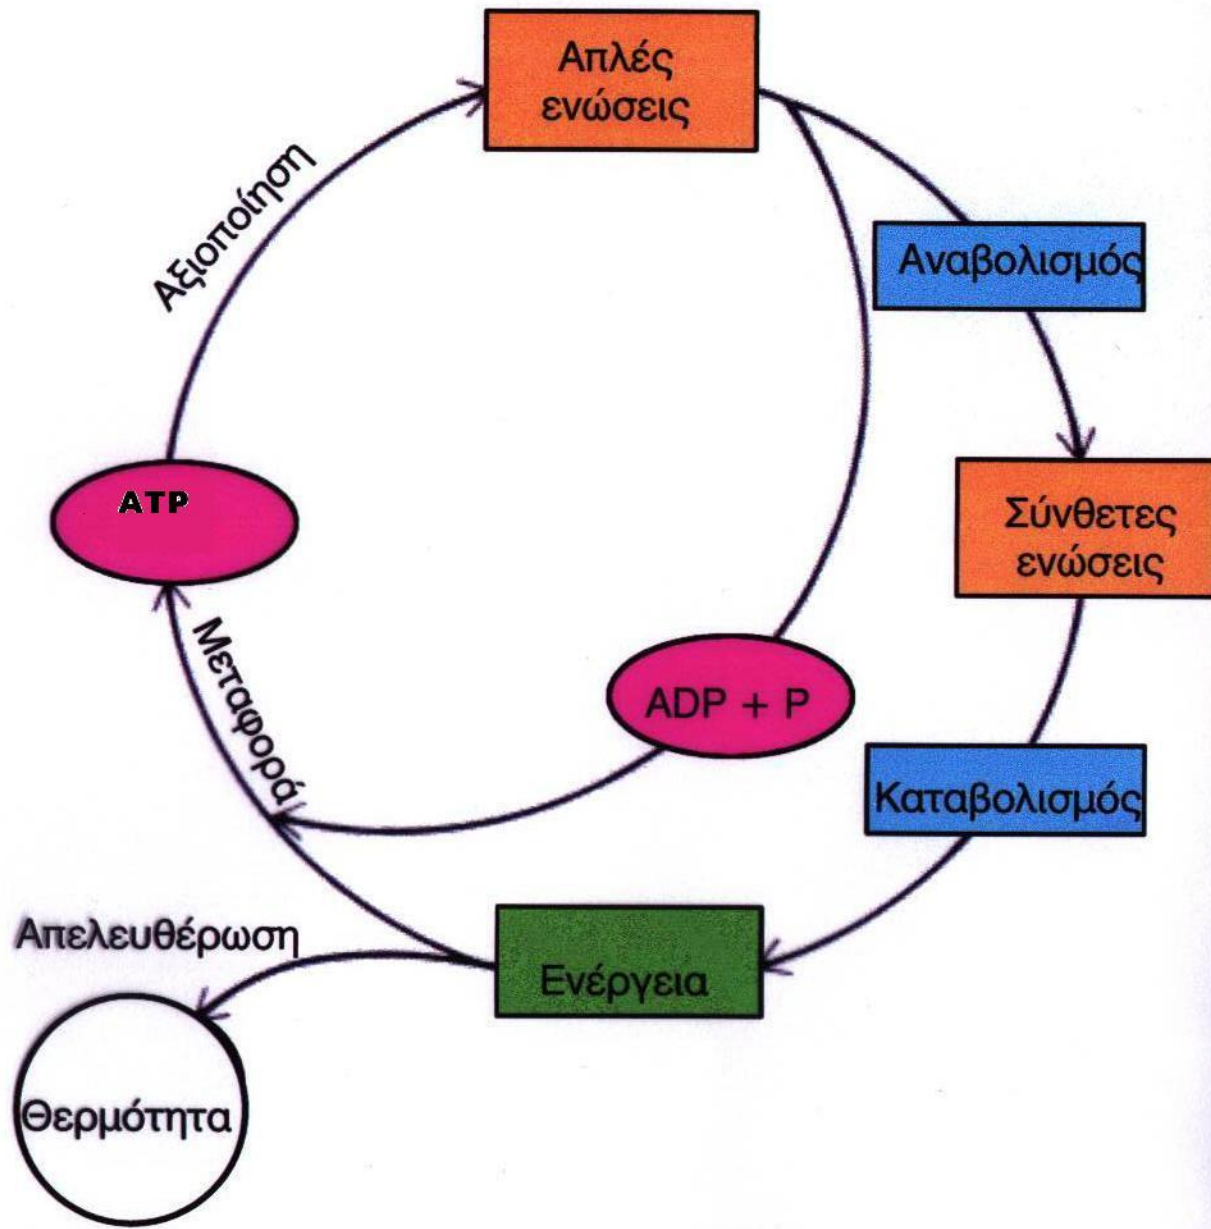 Απλές
ενώσεις
Αξιοποίηση
Αναβολισμός
ATP
Σύνθετες
ενώσεις
Μεταφορά
ADP + P
Καταβολισμός
Απελευθέρωση
Ενέργεια
Θερμότητα